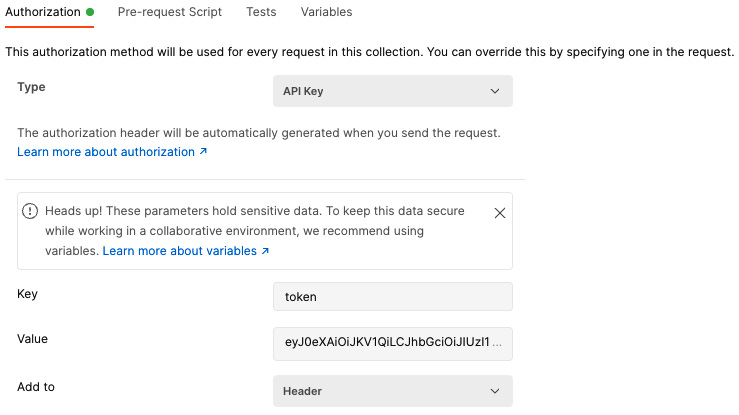 Authorization Pre-request Script Tests Variables
This authorization method will be used for every request in this collection. You can override this by specifying one in the request.
Type API Key
The authorization header will be automatically generated when you send the request.
Learn more about authorization ↗
Heads up! These parameters hold sensitive data. To keep this data secure
while working in a collaborative environment, we recommend using
variables. Learn more about variables ↗
Key token
Value eyJ0eXAiOiJKV1QiLCJhbGciOiJIUzI1 ...
Add to Header